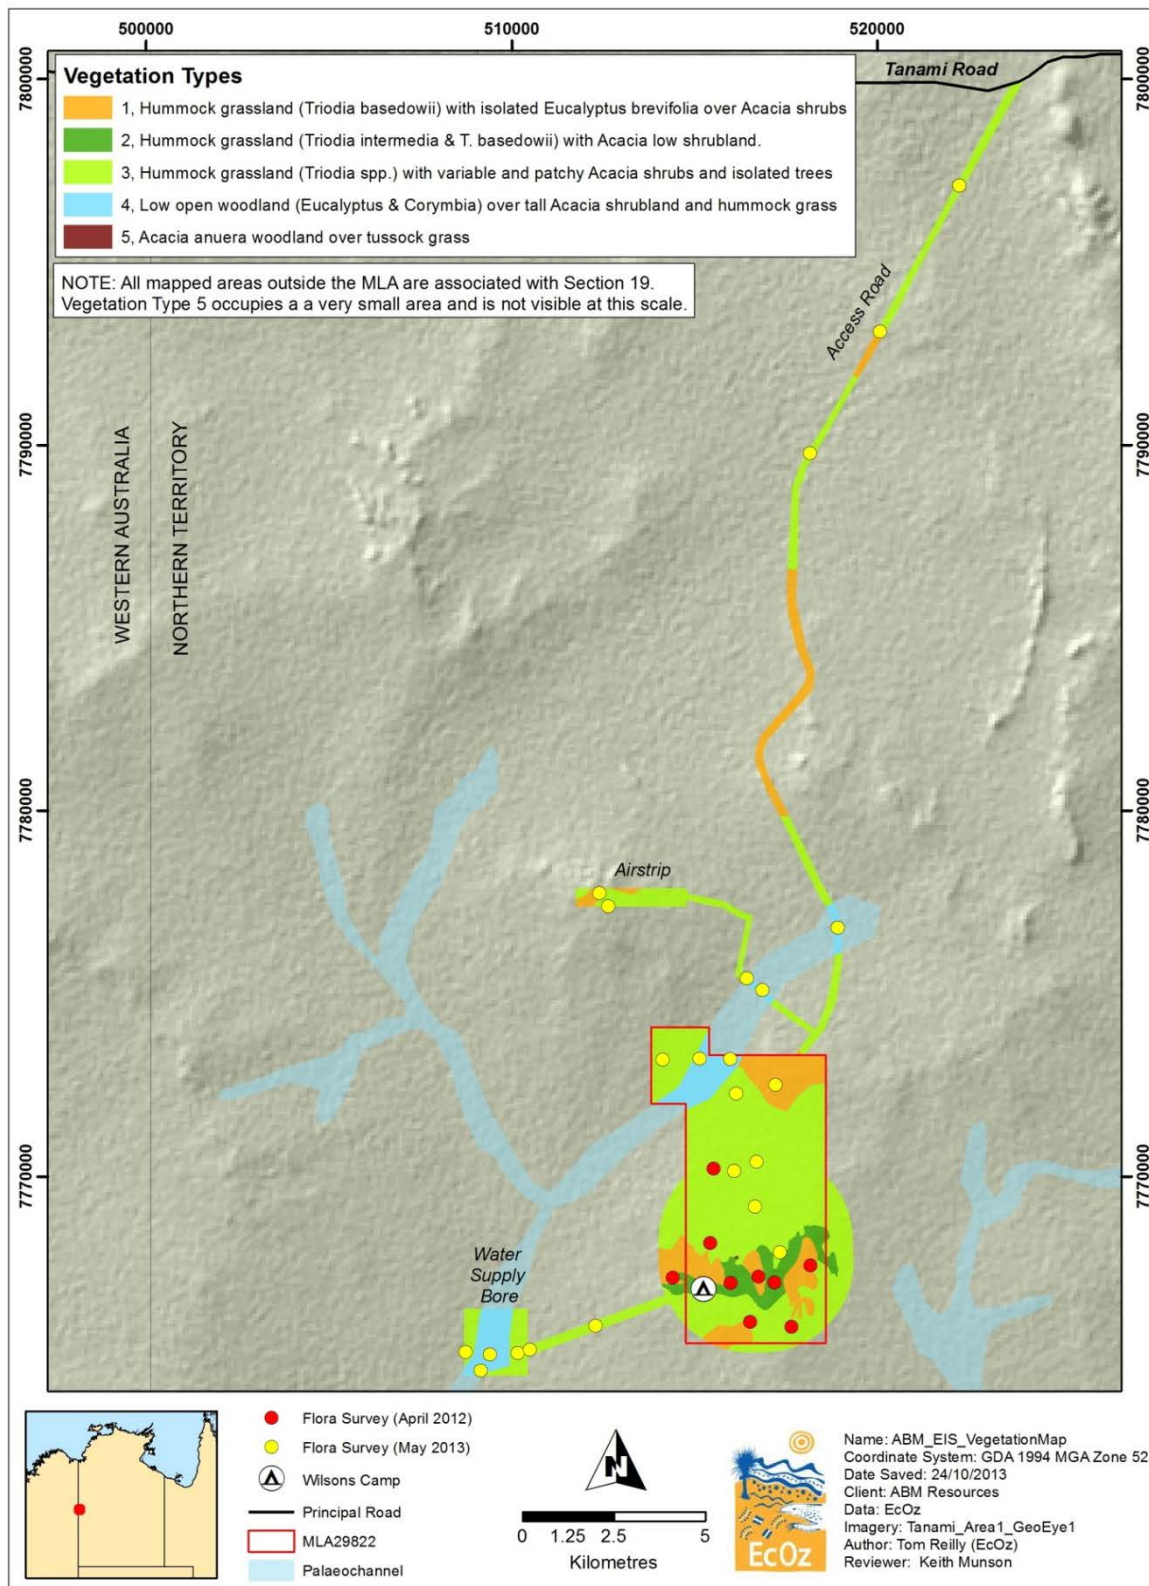 500000
510000
520000
7800000
7800000
Tanami Road
Vegetation Types
1, Hummock grassland (Triodia basedowii) with isolated Eucalyptus brevifolia over Acacia shrubs
2, Hummock grassland (Triodia intermedia & T. basedowii) with Acacia low shrubland.
3, Hummock grassland (Triodia spp.) with variable and patchy Acacia shrubs and isolated trees
4, Low open woodland (Eucalyptus & Corymbia) over tall Acacia shrubland and hummock grass
5, Acacia anuera woodland over tussock grass
NOTE: All mapped areas outside the MLA are associated with Section 19.
Vegetation Type 5 occupies a a very small area and is not visible at this scale.
Access Road
7790000
7790000
WESTERN AUSTRALIA
NORTHERN TERRITORY
7780000
7780000
Airstrip
7770000
7770000
Water
Supply
Bore
Flora Survey (April 2012)
Flora Survey (May 2013)
Wilsons Camp
Principal Road
MLA29822
Palaeochannel
N
0 1.25 2.5 5
Kilometres
EcOz
Name: ABM_EIS_VegetationMap
Coordinate System: GDA 1994 MGA Zone 52
Date Saved: 24/10/2013
Client: ABM Resources
Data: EcOz
Imagery: Tanami_Area1_GeoEye1
Author: Tom Reilly (EcOz)
Reviewer: Keith Munson